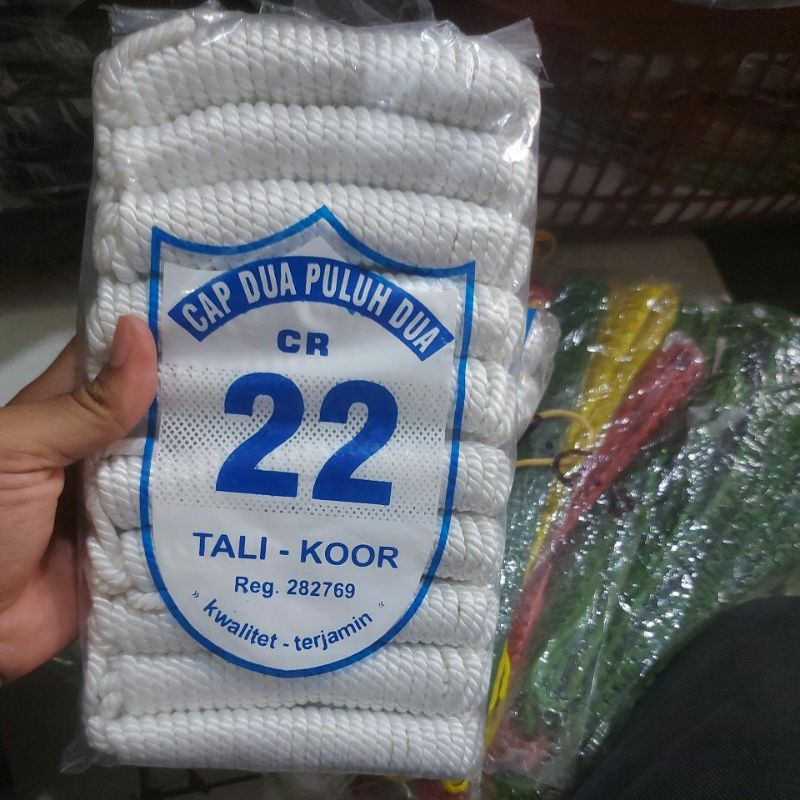 CAP DUA PULUH DUA
CR
22
TALI - KOOR
Reg. 282769
" kwalitet - terjamin "